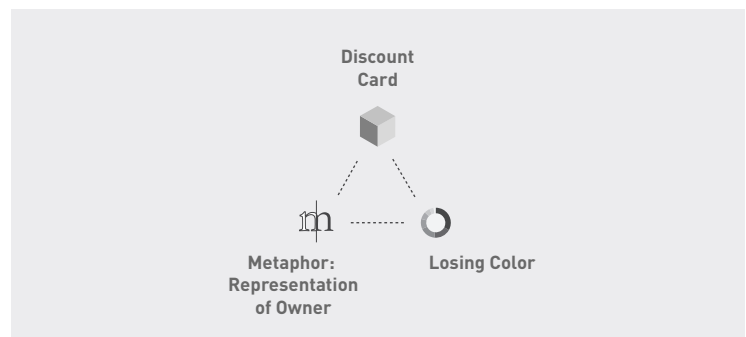 Discount
Card
m
Metaphor:
Representation
of Owner
Losing Color